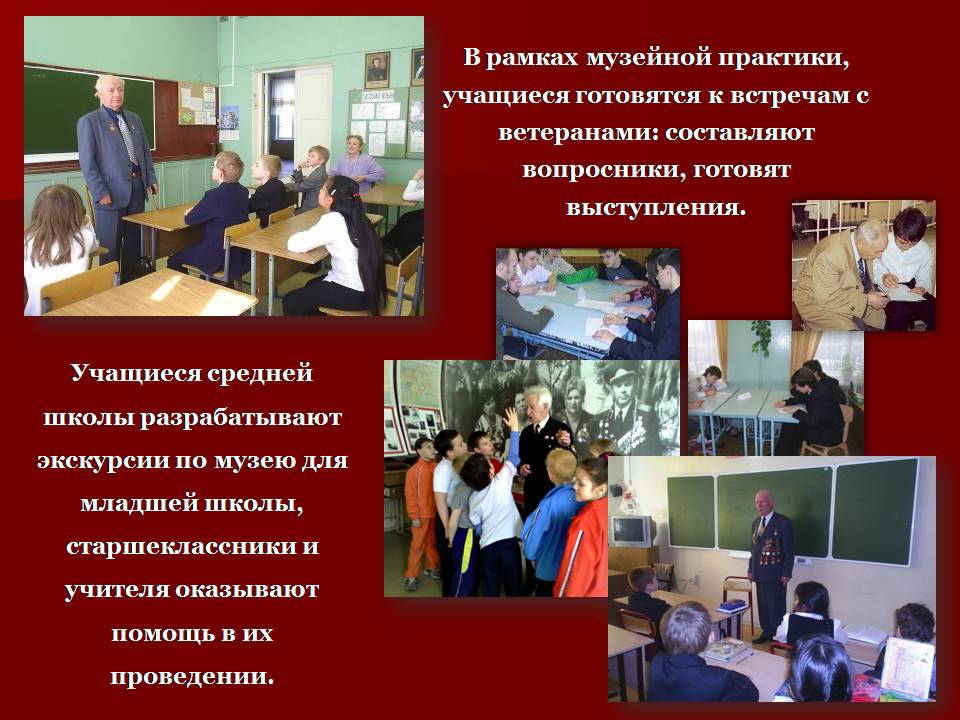 В рамках музейной практики,
учащиеся готовятся к встречам с
ветеранами: составляют
вопросники, готовят
выступления.
Учащиеся средней
школы разрабатывают
экскурсии по музею для
младшей школы,
старшеклассники и
учителя оказывают
помощь в их
проведении.